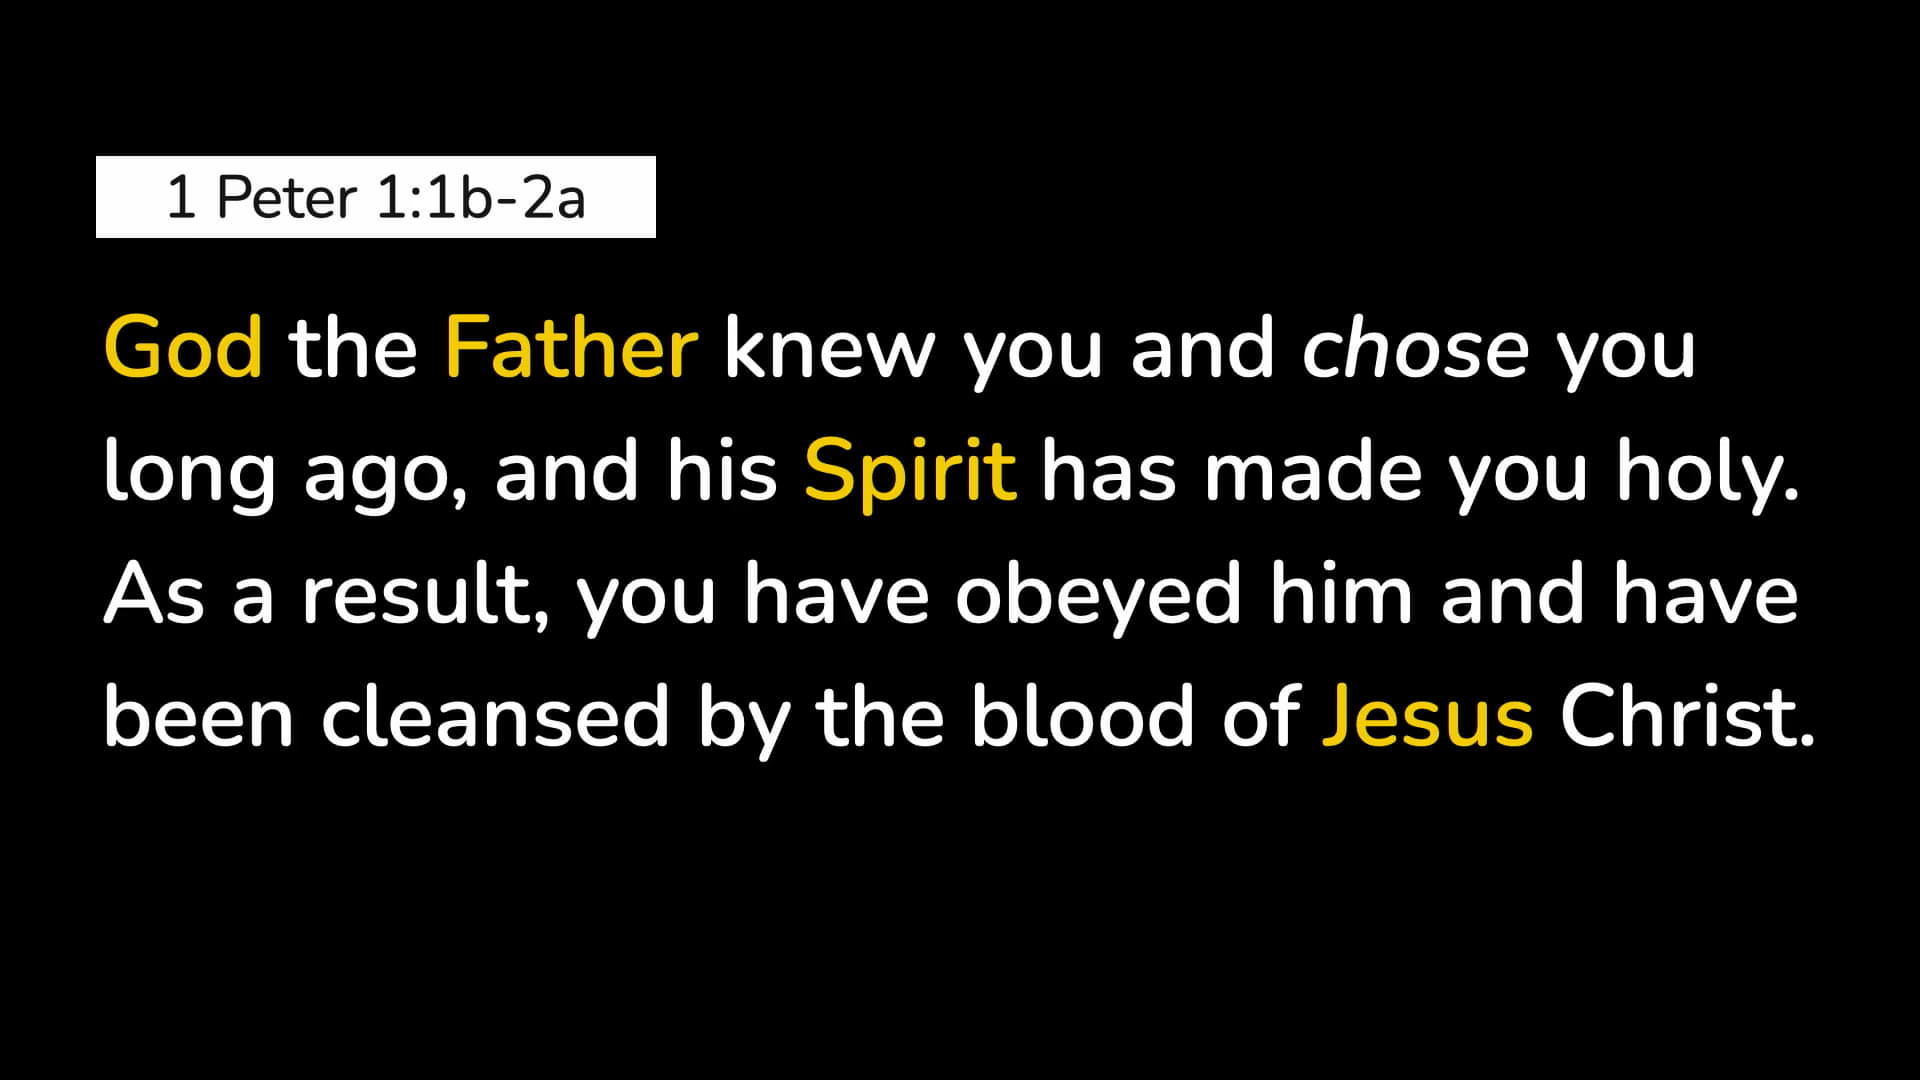 1 Peter 1:1b-2a
God the Father knew you and chose you
long ago, and his Spirit has made you holy.
As a result, you have obeyed him and have
been cleansed by the blood of Jesus Christ.